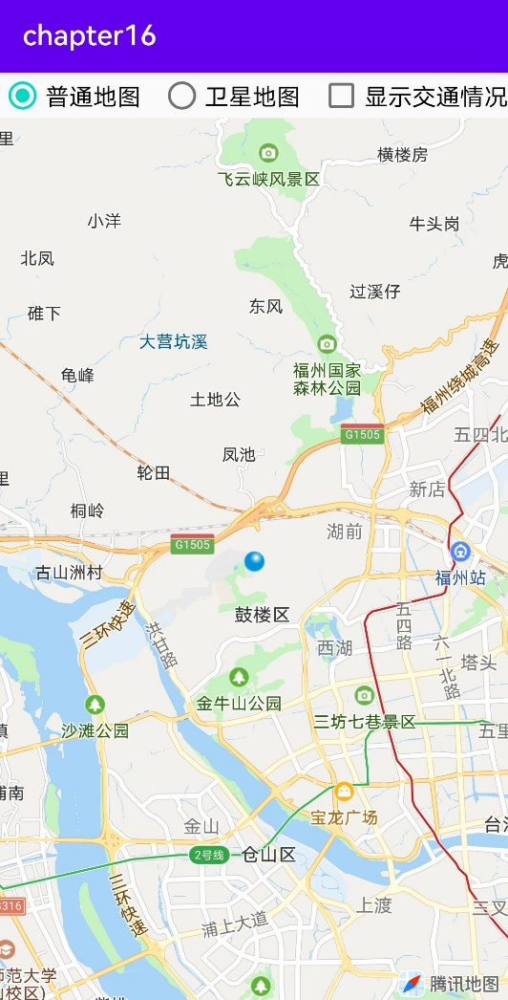 chapter16
普通地图
卫星地图
显示交通情况
里
横楼房
飞云峡风景区
小洋
牛头岗
北凤
虎
过溪仔
碓下
东风
大营坑溪
福州国家
森林公园
龟峰
福州绕城高速
土地公
G1505
五四北
凤池
里
轮田
新店
桐岭
湖前
G1505
福州站
古山洲村
鼓楼区
五四路
三环快速
洪甘路
西湖
六一北路
塔头
金牛山公园
三坊七巷景区
沙滩公园
五里
浦南
宝龙广场
金山
台江
2号线
仓山区
三环快速
上渡
三叉
S316
浦上大道
师范大学
山校区)
腾讯地图